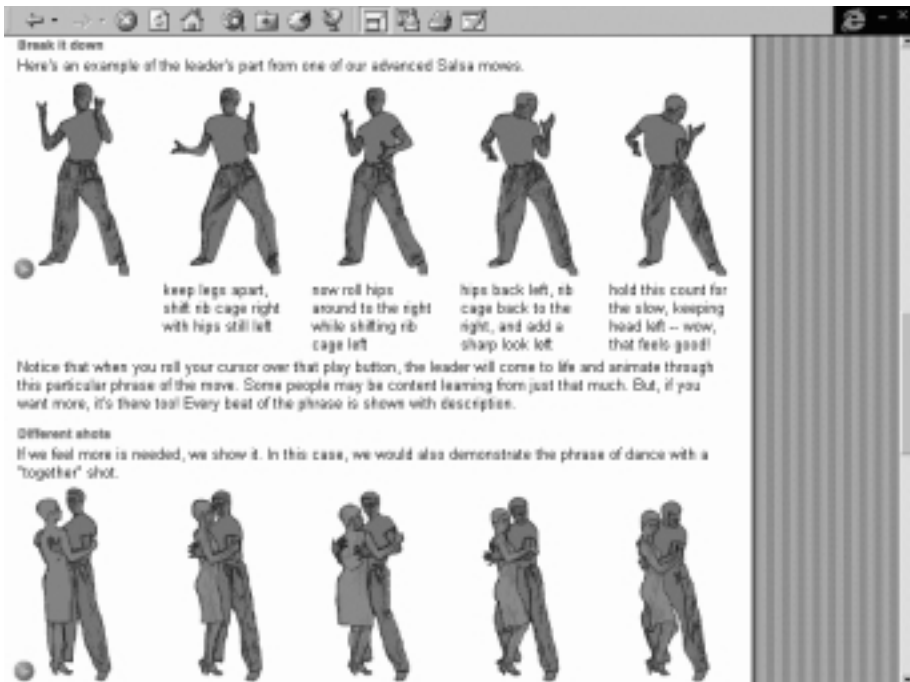 Break it down
Here's an example of the leader's part from one of our advanced Salsa moves.
keep legs apart,
shift rib cage right
with hips still left
now roll hips
around to the right
while shifting rib
cage left
hips back left, rib
cage back to the
right, and add a
sharp look left
hold this count for
the slow, keeping
head left -- wow,
that feels good!
Notice that when you roll your cursor over that play button, the leader will come to life and animate through
this particular phrase of the move. Some people may be content learning from just that much. But, if you
want more, it's there too! Every beat of the phrase is shown with description.
Different shots
If we feel more is needed, we show it. In this case, we would also demonstrate the phrase of dance with a
"together" shot.